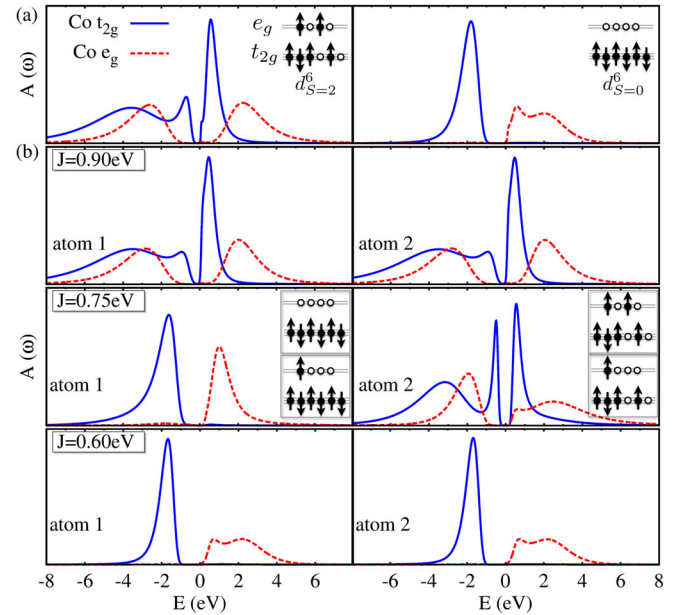 (a)
Co t2g
Co eg
eg
t2g
d6S=2
d6S=0
A (ω)
(b)
J=0.90eV
atom 1
atom 2
J=0.75eV
A (ω)
atom 1
atom 2
J=0.60eV
atom 1
atom 2
-8 -6 -4 -2 0 2 4 6 -6 -4 -2 0 2 4 6 8
E (eV) E (eV)